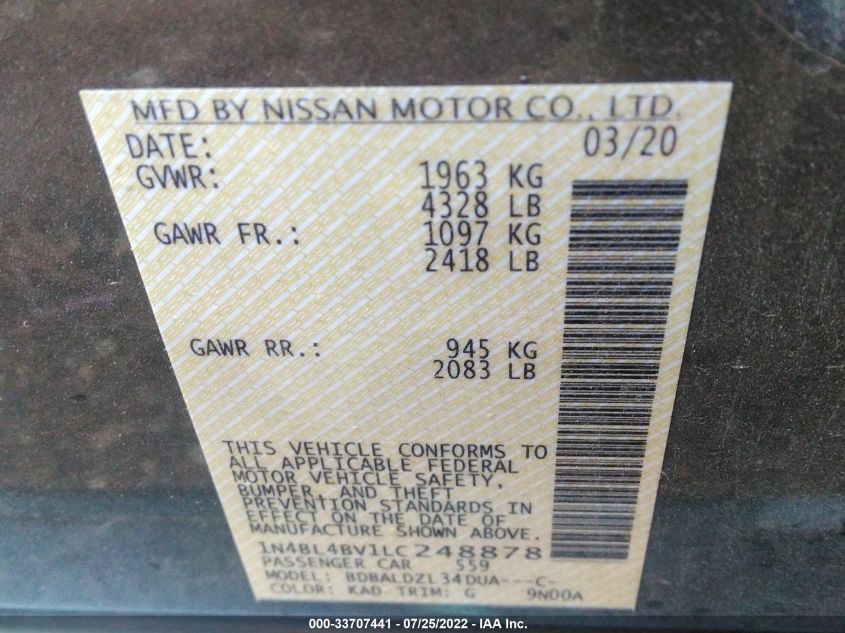 MFD BY NISSAN MOTOR CO., LTD.
DATE: 03/20
GVWR: 1963 KG
4328 LB
GAWR FR.: 1097 KG
2418 LB
GAWR RR.: 945 KG
2083 LB
THIS VEHICLE CONFORMS TO
ALL APPLICABLE FEDERAL
MOTOR VEHICLE SAFETY,
BUMPER, AND THEFT
PREVENTION STANDARDS IN
EFFECT ON THE DATE OF
MANUFACTURE SHOWN ABOVE.
1N4BL4BV1LC248878
PASSENGER CAR 559
MODEL: BDBALDZL34DUA---C-
COLOR: KAD TRIM: G 9N00A
000-33707441 - 07/25/2022 - IAA Inc.